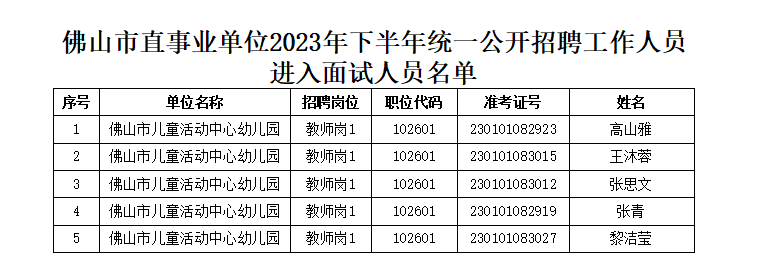 佛山市直事业单位2023年下半年统一公开招聘工作人员
进入面试人员名单
序号 单位名称 招聘岗位 职位代码 准考证号 姓名
1 佛山市儿童活动中心幼儿园 教师岗1 102601 230101082923 高山雅
2 佛山市儿童活动中心幼儿园 教师岗1 102601 230101083015 王沐蓉
3 佛山市儿童活动中心幼儿园 教师岗1 102601 230101083012 张思文
4 佛山市儿童活动中心幼儿园 教师岗1 102601 230101082919 张青
5 佛山市儿童活动中心幼儿园 教师岗1 102601 230101083027 黎洁莹